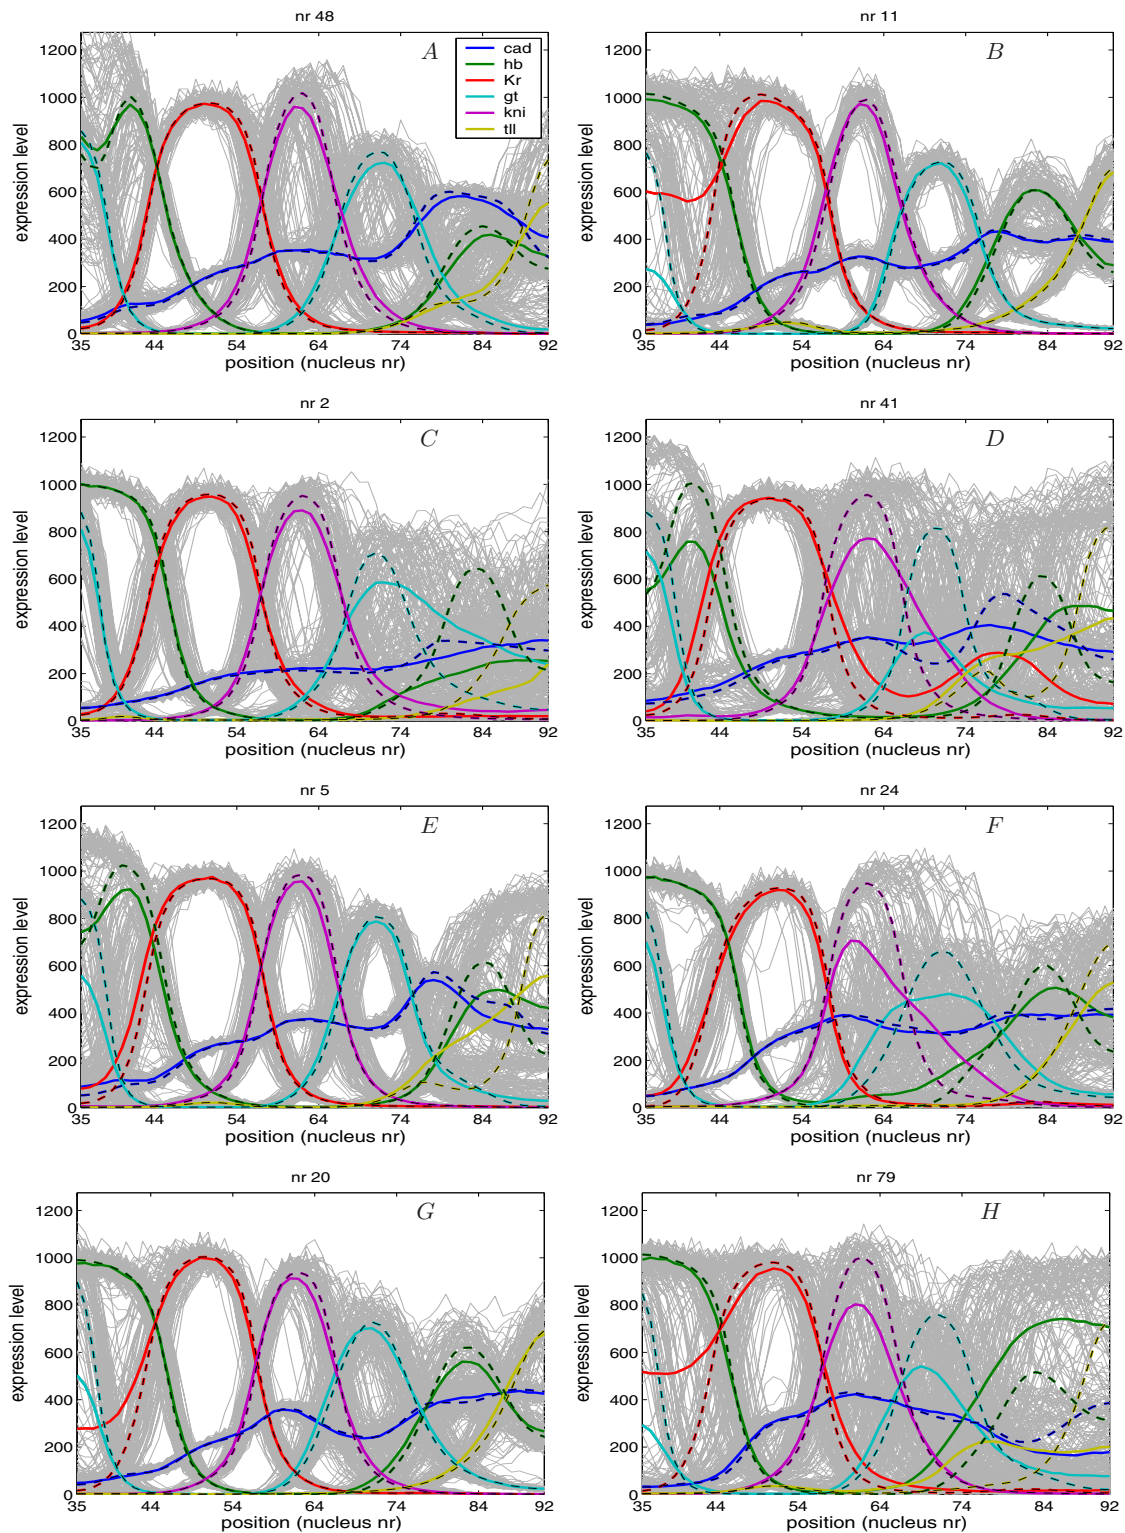 nr 48
A
cad
hb
Kr
gt
kni
tll
expression level
1200
1000
800
600
400
200
0
35 44 54 64 74 84 92
position (nucleus nr)
nr 11
B
expression level
1200
1000
800
600
400
200
0
35 44 54 64 74 84 92
position (nucleus nr)
nr 2
C
expression level
1200
1000
800
600
400
200
0
35 44 54 64 74 84 92
position (nucleus nr)
nr 41
D
expression level
1200
1000
800
600
400
200
0
35 44 54 64 74 84 92
position (nucleus nr)
nr 5
E
expression level
1200
1000
800
600
400
200
0
35 44 54 64 74 84 92
position (nucleus nr)
nr 24
F
expression level
1200
1000
800
600
400
200
0
35 44 54 64 74 84 92
position (nucleus nr)
nr 20
G
expression level
1200
1000
800
600
400
200
0
35 44 54 64 74 84 92
position (nucleus nr)
nr 79
H
expression level
1200
1000
800
600
400
200
0
35 44 54 64 74 84 92
position (nucleus nr)